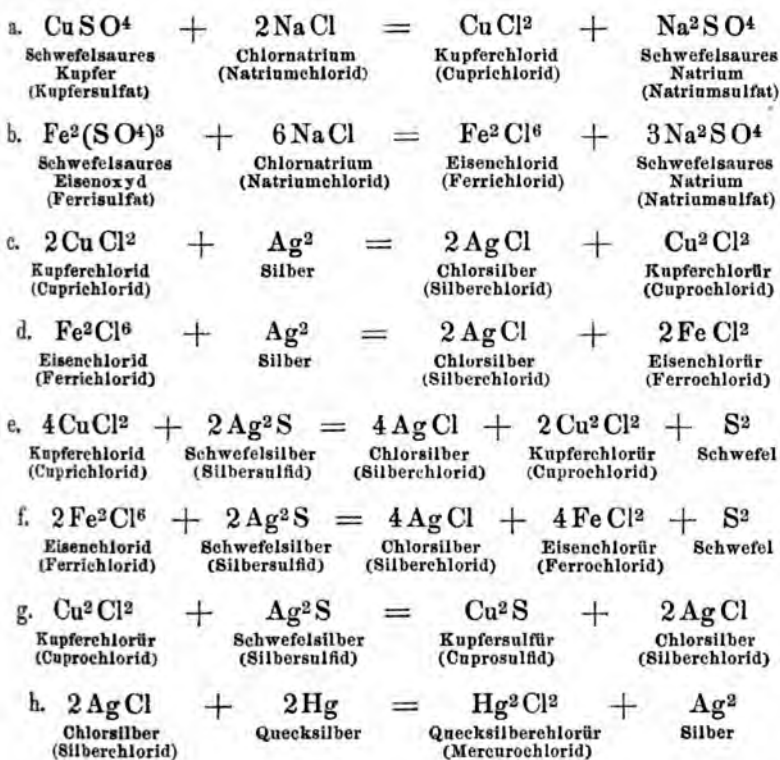 a. CuSO⁴ + 2NaCl = CuCl² + Na²SO⁴
Schwefelsaures Chlornatrium Kupferchlorid Schwefelsaures
Kupfer (Natriumchlorid) (Cuprichlorid) Natrium
(Kupfersulfat) (Natriumsulfat)
b. Fe²(SO⁴)³ + 6NaCl = Fe²Cl⁶ + 3Na²SO⁴
Schwefelsaures Chlornatrium Eisenchlorid Schwefelsaures
Eisenoxyd (Natriumchlorid) (Ferrichlorid) Natrium
(Ferrisulfat) (Natriumsulfat)
c. 2CuCl² + Ag² = 2AgCl + Cu²Cl²
Kupferchlorid Silber Chlorsilber Kupferchlorür
(Cuprichlorid) (Silberchlorid) (Cuprochlorid)
d. Fe²Cl⁶ + Ag² = 2AgCl + 2FeCl²
Eisenchlorid Silber Chlorsilber Eisenchlorür
(Ferrichlorid) (Silberchlorid) (Ferrochlorid)
e. 4CuCl² + 2Ag²S = 4AgCl + 2Cu²Cl² + S²
Kupferchlorid Schwefelsilber Chlorsilber Kupferchlorür Schwefel
(Cuprichlorid) (Silbersulfid) (Silberchlorid) (Cuprochlorid)
f. 2Fe²Cl⁶ + 2Ag²S = 4AgCl + 4FeCl² + S²
Eisenchlorid Schwefelsilber Chlorsilber Eisenchlorür Schwefel
(Ferrichlorid) (Silbersulfid) (Silberchlorid) (Ferrochlorid)
g. Cu²Cl² + Ag²S = Cu²S + 2AgCl
Kupferchlorür Schwefelsilber Kupfersulfür Chlorsilber
(Cuprochlorid) (Silbersulfid) (Cuprosulfid) (Silberchlorid)
h. 2AgCl + 2Hg = Hg²Cl² + Ag²
Chlorsilber Quecksilber Quecksilberchlorür Silber
(Silberchlorid) (Mercurochlorid)